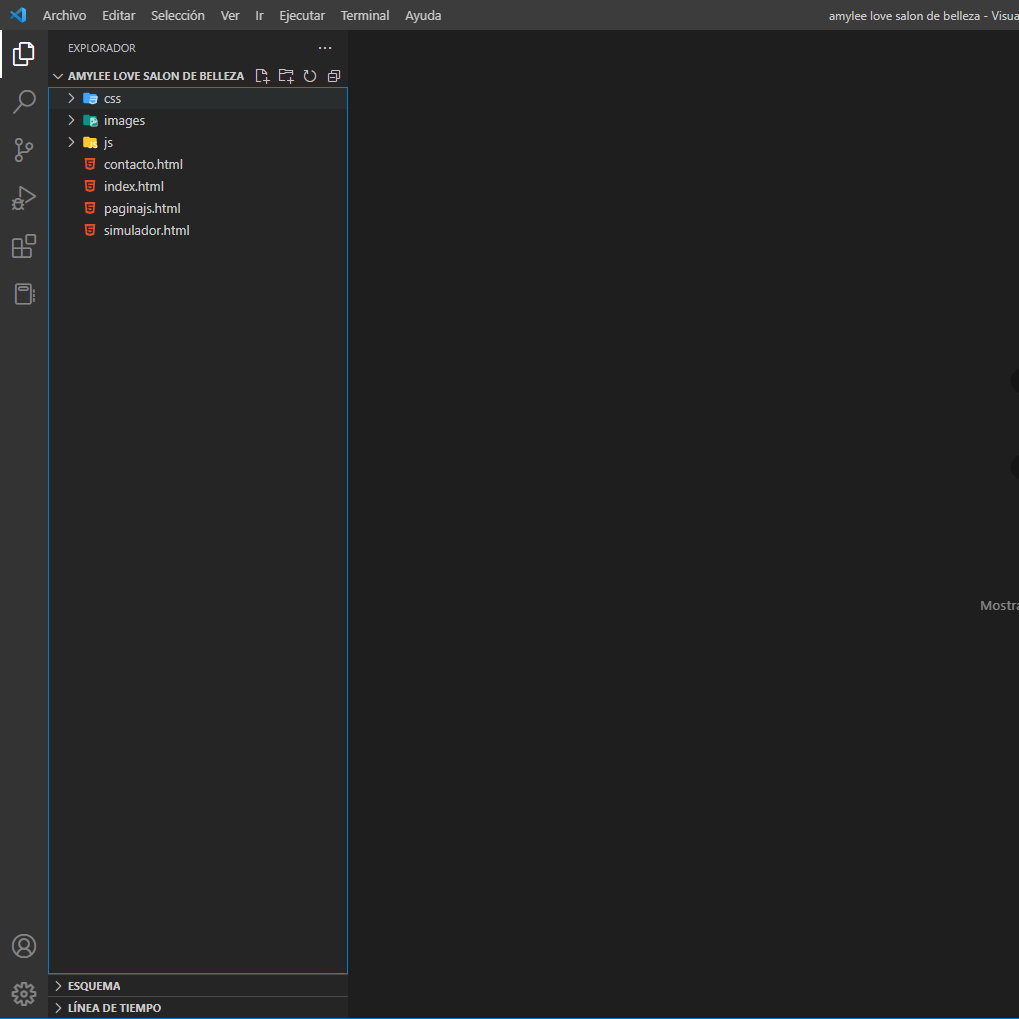 Archivo Editar Selección Ver Ir Ejecutar Terminal Ayuda amylee love salon de belleza - Visua
EXPLORADOR
AMYLEE LOVE SALON DE BELLEZA
css
images
js
contacto.html
index.html
paginajs.html
simulador.html
Mostra
ESQUEMA
LÍNEA DE TIEMPO